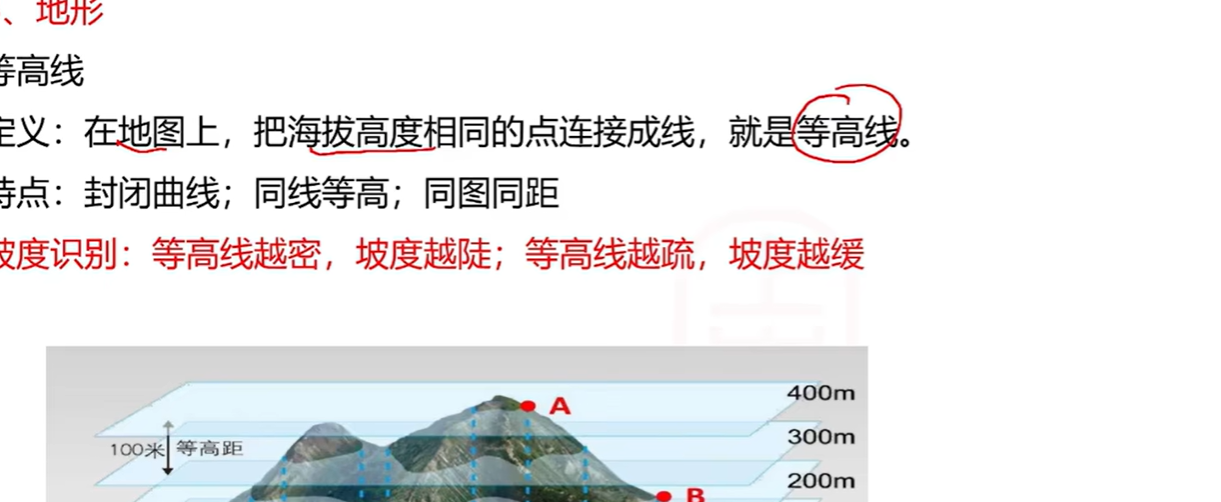 、地形
等高线
定义：在地图上，把海拔高度相同的点连接成线，就是等高线。
特点：封闭曲线；同线等高；同图同距
坡度识别：等高线越密，坡度越陡；等高线越疏，坡度越缓
400m
A
300m
100米 等高距
200m
B